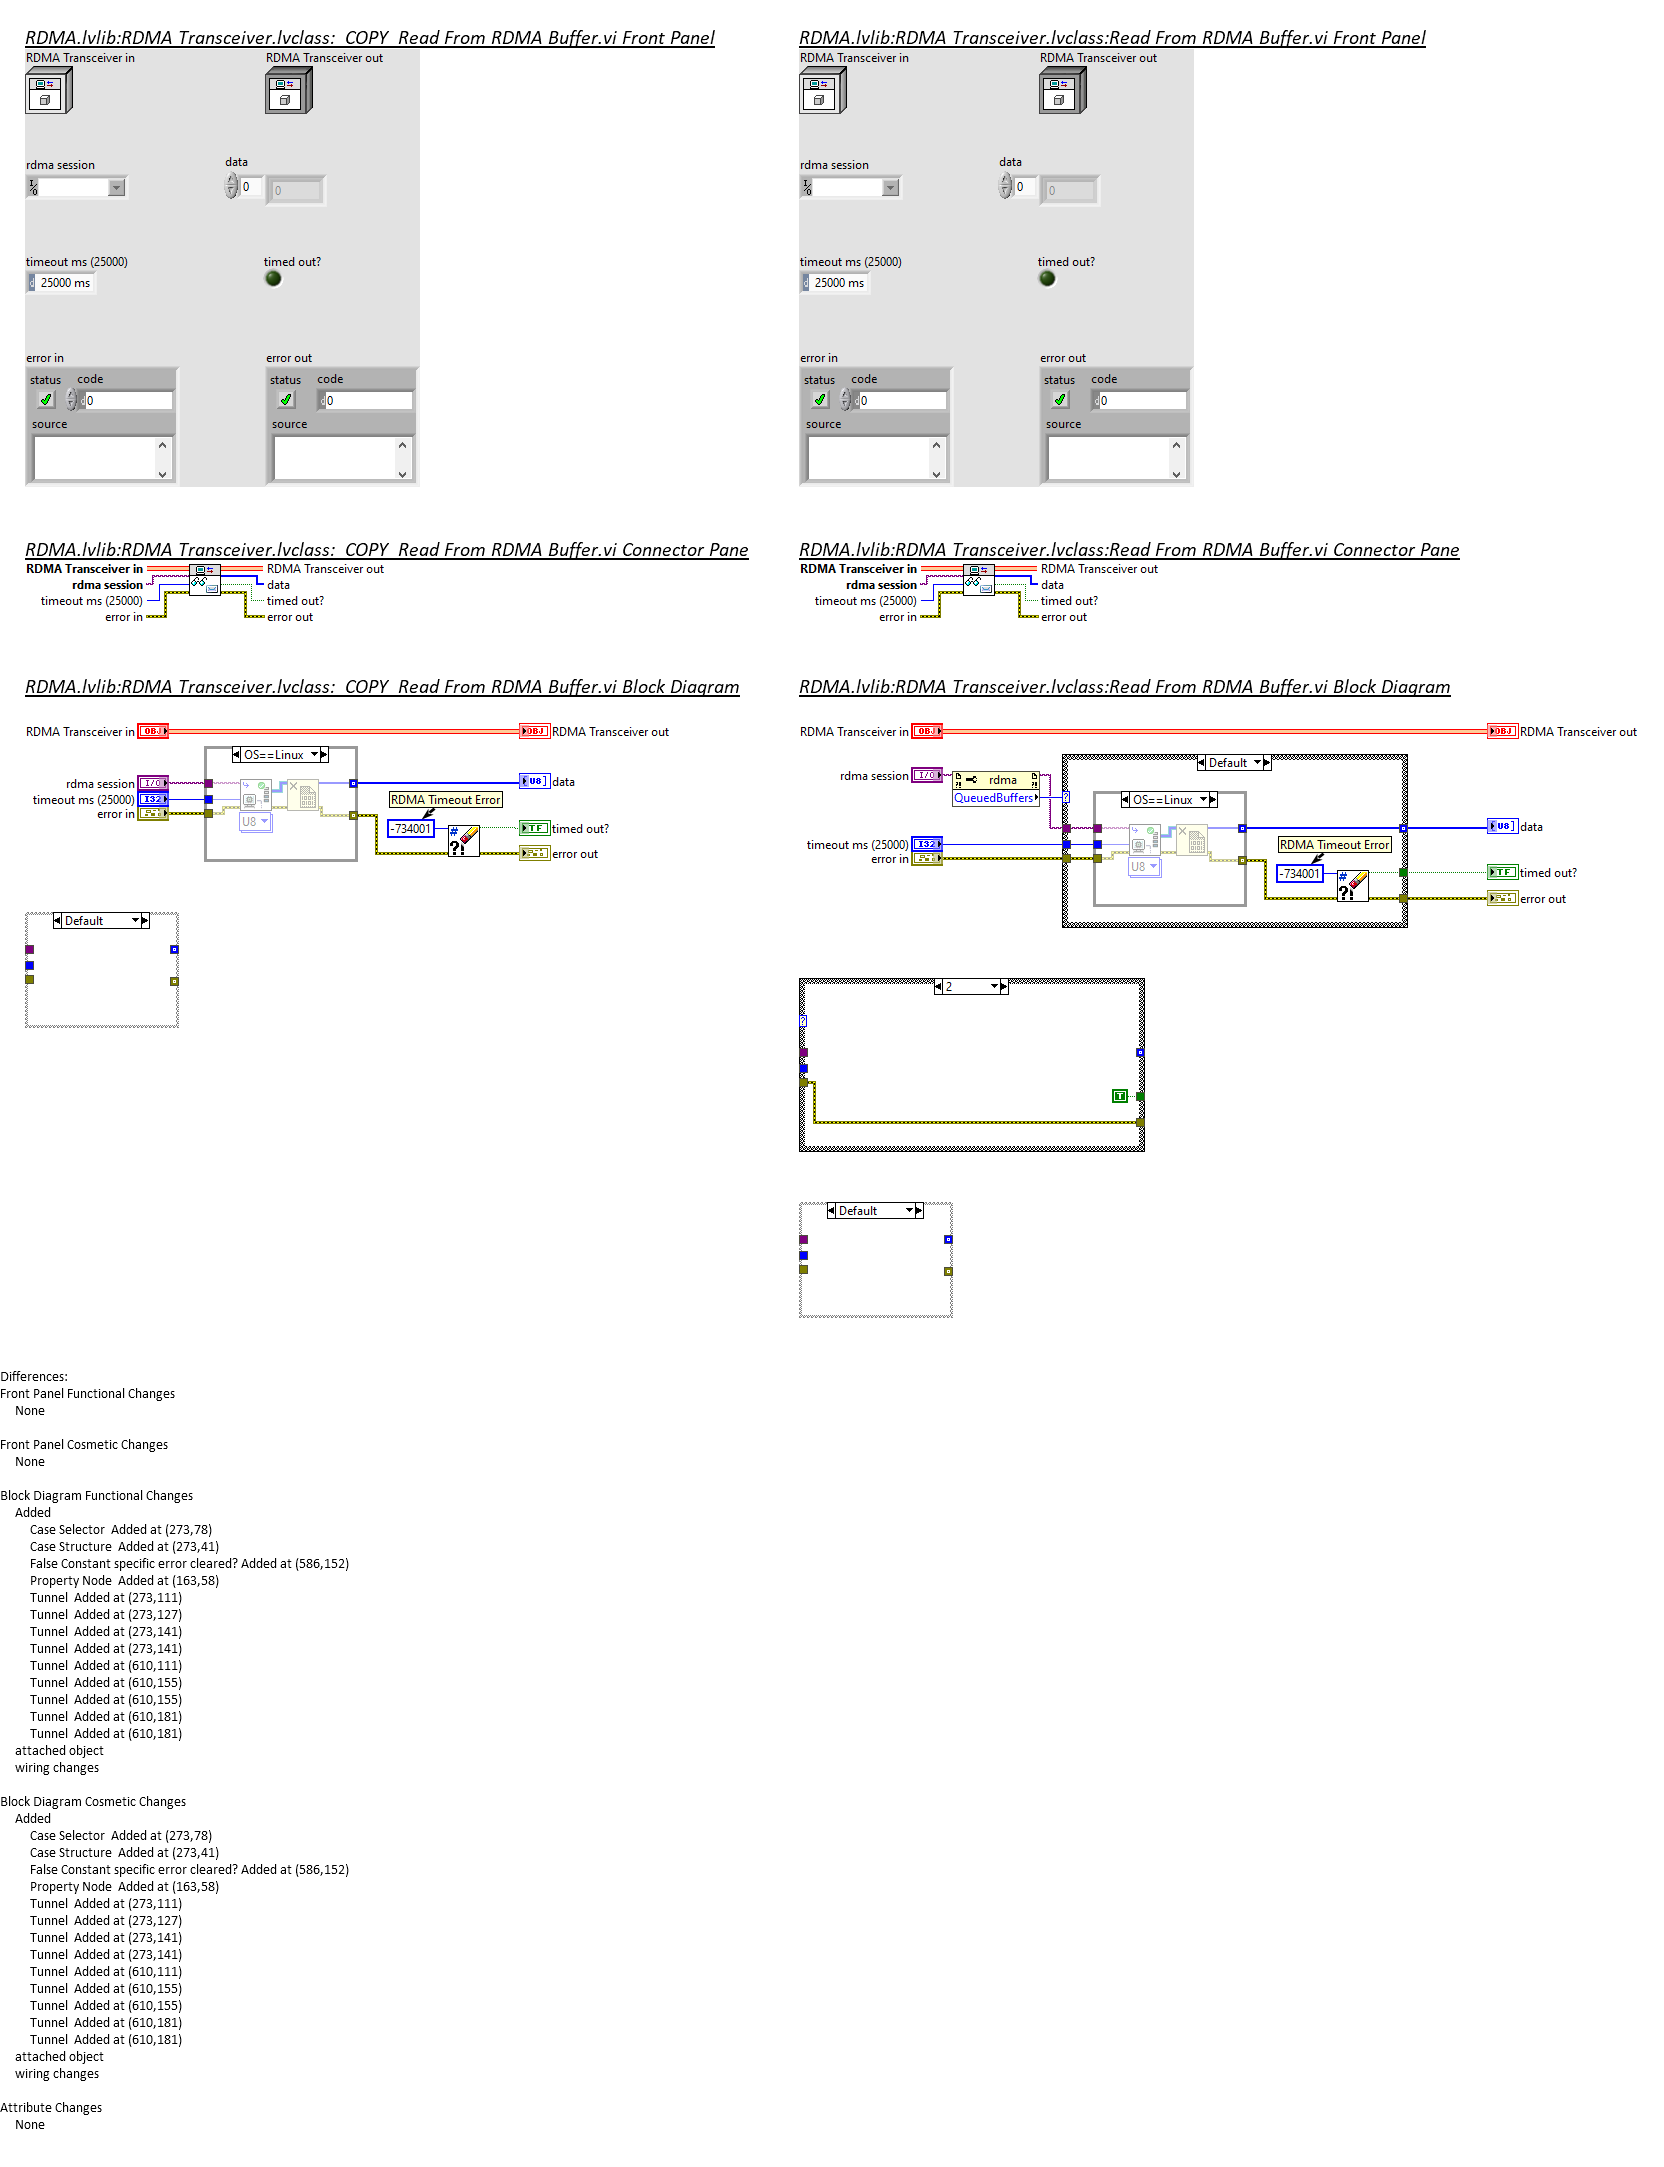 RDMA.lvlib:RDMA Transceiver.lvclass:_COPY_Read From RDMA Buffer.vi Front Panel
RDMA Transceiver in
RDMA Transceiver out
rdma session
data
I/0
0
0
timeout ms (25000)
timed out?
d 25000 ms
error in
error out
status code
status code
d0
d0
source
source
RDMA.lvlib:RDMA Transceiver.lvclass:Read From RDMA Buffer.vi Front Panel
RDMA Transceiver in
RDMA Transceiver out
rdma session
data
I/0
0
0
timeout ms (25000)
timed out?
d 25000 ms
error in
error out
status code
status code
d0
d0
source
source
RDMA.lvlib:RDMA Transceiver.lvclass:_COPY_Read From RDMA Buffer.vi Connector Pane
RDMA Transceiver in
RDMA Transceiver out
rdma session
data
timeout ms (25000)
timed out?
error in
error out
RDMA.lvlib:RDMA Transceiver.lvclass:Read From RDMA Buffer.vi Connector Pane
RDMA Transceiver in
RDMA Transceiver out
rdma session
data
timeout ms (25000)
timed out?
error in
error out
RDMA.lvlib:RDMA Transceiver.lvclass:_COPY_Read From RDMA Buffer.vi Block Diagram
RDMA Transceiver in OBJ
OBJ RDMA Transceiver out
OS==Linux
rdma session I/O
U8 data
timeout ms (25000) I32
RDMA Timeout Error
error in
U8
-734001
# ?!
TF timed out?
error out
Default
RDMA.lvlib:RDMA Transceiver.lvclass:Read From RDMA Buffer.vi Block Diagram
RDMA Transceiver in OBJ
OBJ RDMA Transceiver out
Default
rdma session I/O
rdma
QueuedBuffers
?
OS==Linux
U8 data
timeout ms (25000) I32
RDMA Timeout Error
error in
U8
-734001
# ?!
TF timed out?
error out
2
?
T
Default
Differences:
Front Panel Functional Changes
None
Front Panel Cosmetic Changes
None
Block Diagram Functional Changes
Added
Case Selector  Added at (273,78)
Case Structure  Added at (273,41)
False Constant specific error cleared? Added at (586,152)
Property Node  Added at (163,58)
Tunnel  Added at (273,111)
Tunnel  Added at (273,127)
Tunnel  Added at (273,141)
Tunnel  Added at (273,141)
Tunnel  Added at (610,111)
Tunnel  Added at (610,155)
Tunnel  Added at (610,155)
Tunnel  Added at (610,181)
Tunnel  Added at (610,181)
attached object
wiring changes
Block Diagram Cosmetic Changes
Added
Case Selector  Added at (273,78)
Case Structure  Added at (273,41)
False Constant specific error cleared? Added at (586,152)
Property Node  Added at (163,58)
Tunnel  Added at (273,111)
Tunnel  Added at (273,127)
Tunnel  Added at (273,141)
Tunnel  Added at (273,141)
Tunnel  Added at (610,111)
Tunnel  Added at (610,155)
Tunnel  Added at (610,155)
Tunnel  Added at (610,181)
Tunnel  Added at (610,181)
attached object
wiring changes
Attribute Changes
None